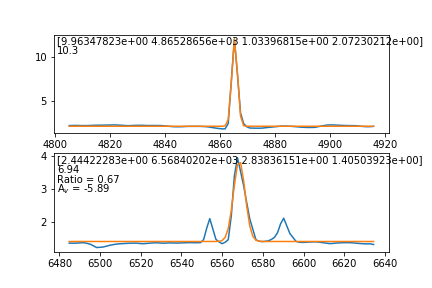 [9.96347823e+00 4.86528656e+03 1.03396815e+00 2.07230212e+00]
10.3
10
5
4800 4820 4840 4860 4880 4900 4920
[2.44422283e+00 6.56840202e+03 2.83836151e+00 1.40503923e+00]
6.94
Ratio = 0.67
Av = -5.89
4
3
2
6480 6500 6520 6540 6560 6580 6600 6620 6640